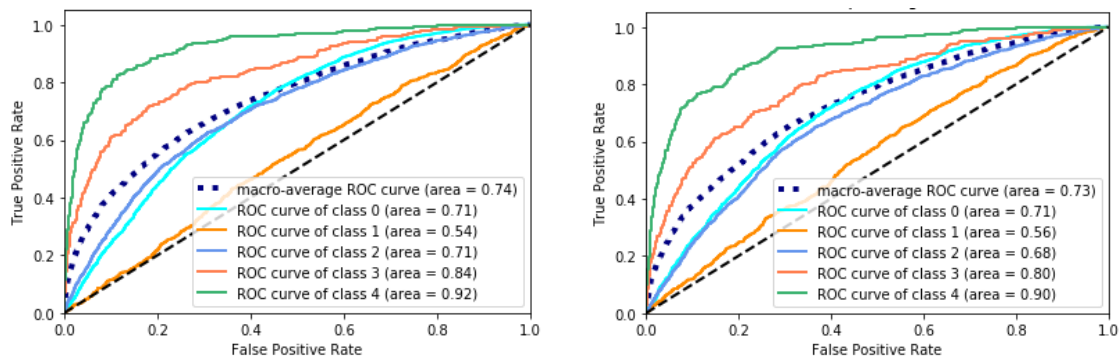 1.0
0.8
0.6
0.4
0.2
0.0
True Positive Rate
macro-average ROC curve (area = 0.74)
ROC curve of class 0 (area = 0.71)
ROC curve of class 1 (area = 0.54)
ROC curve of class 2 (area = 0.71)
ROC curve of class 3 (area = 0.84)
ROC curve of class 4 (area = 0.92)
0.0 0.2 0.4 0.6 0.8 1.0
False Positive Rate
1.0
0.8
0.6
0.4
0.2
0.0
True Positive Rate
macro-average ROC curve (area = 0.73)
ROC curve of class 0 (area = 0.71)
ROC curve of class 1 (area = 0.56)
ROC curve of class 2 (area = 0.68)
ROC curve of class 3 (area = 0.80)
ROC curve of class 4 (area = 0.90)
0.0 0.2 0.4 0.6 0.8 1.0
False Positive Rate